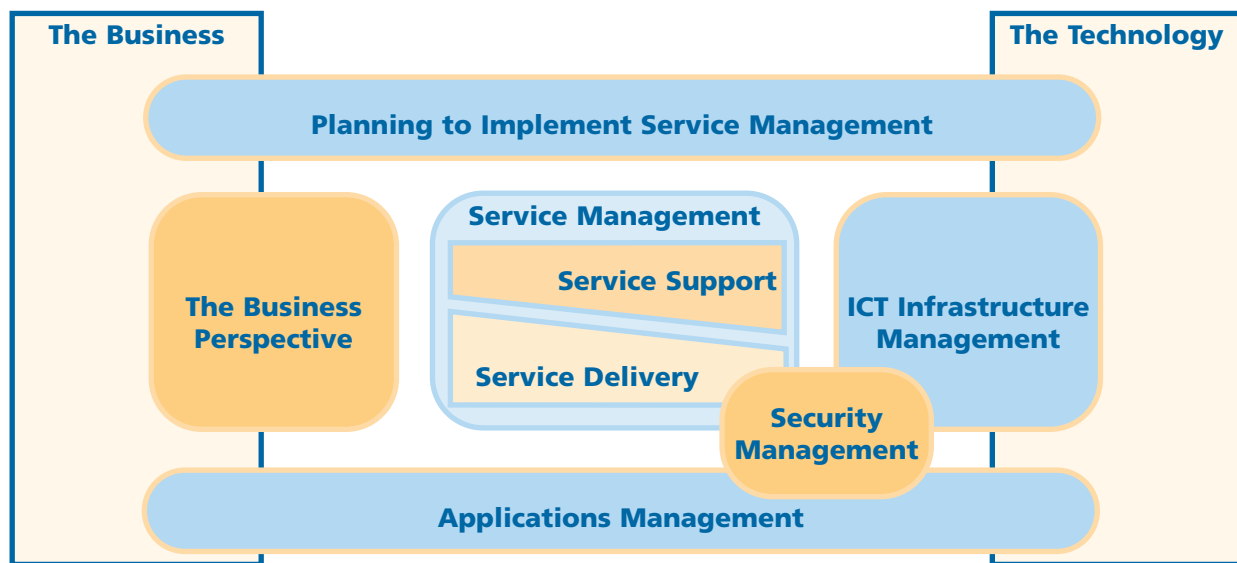 The Business
The Technology
Planning to Implement Service Management
Service Management
Service Support
The Business
Perspective
ICT Infrastructure
Management
Service Delivery
Security
Management
Applications Management